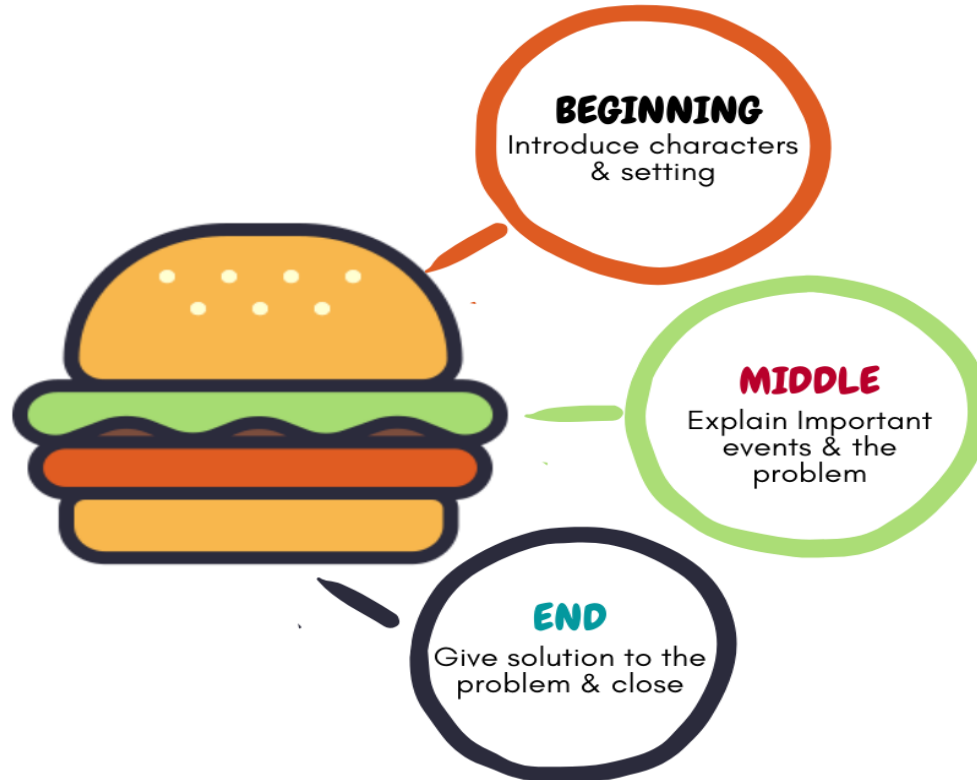 BEGINNING
Introduce characters
& setting
MIDDLE
Explain Important
events & the
problem
END
Give solution to the
problem & close